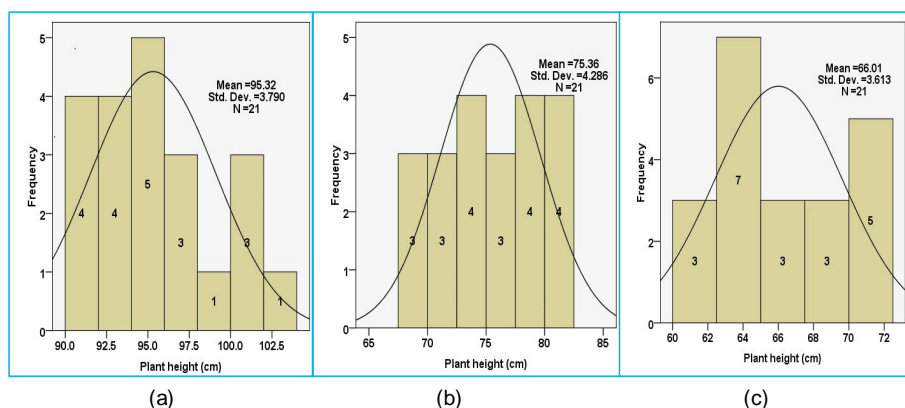 5
4
3
2
1
0
Frequency
Mean =95.32
Std. Dev. =3.790
N =21
4
4
5
3
1
3
1
90.0 92.5 95.0 97.5 100.0 102.5
Plant height (cm)
(a)
5
4
3
2
1
0
Frequency
Mean =75.36
Std. Dev. =4.286
N =21
3
3
4
3
4
4
65 70 75 80 85
Plant height (cm)
(b)
6
4
2
0
Frequency
Mean =66.01
Std. Dev. =3.613
N =21
3
7
3
3
5
60 62 64 66 68 70 72
Plant height (cm)
(c)